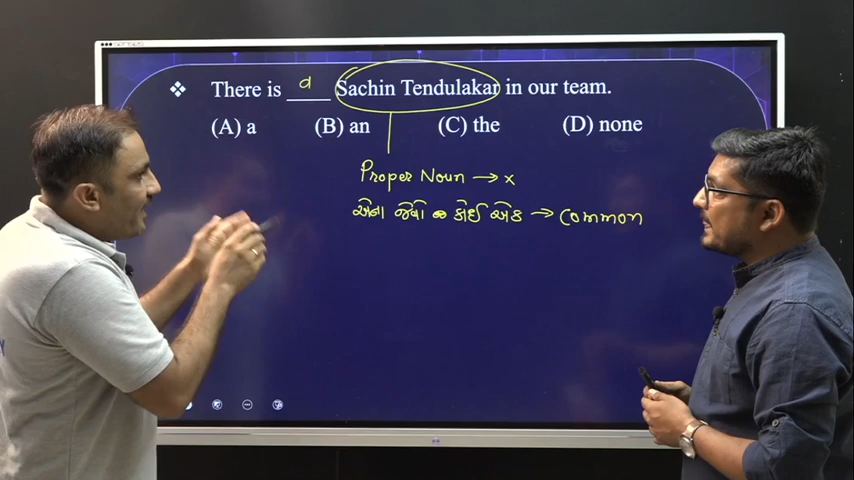 ❖ There is a Sachin Tendulakar in our team.
(A) a (B) an (C) the (D) none
Proper Noun → x
એના જેવો જ કોઈ એક → Common